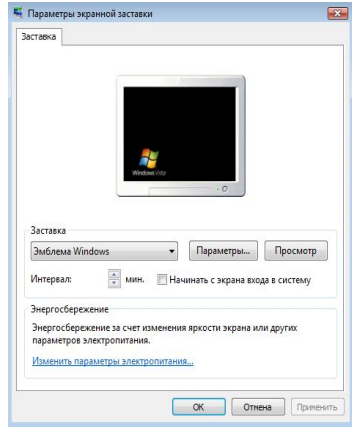 Параметры экранной заставки
Заставка
Windows Vista
Заставка
Эмблема Windows
Параметры...
Просмотр
Интервал:
мин.
Начинать с экрана входа в систему
Энергосбережение
Энергосбережение за счет изменения яркости экрана или других
параметров электропитания.
Изменить параметры электропитания...
ОК
Отмена
Применить